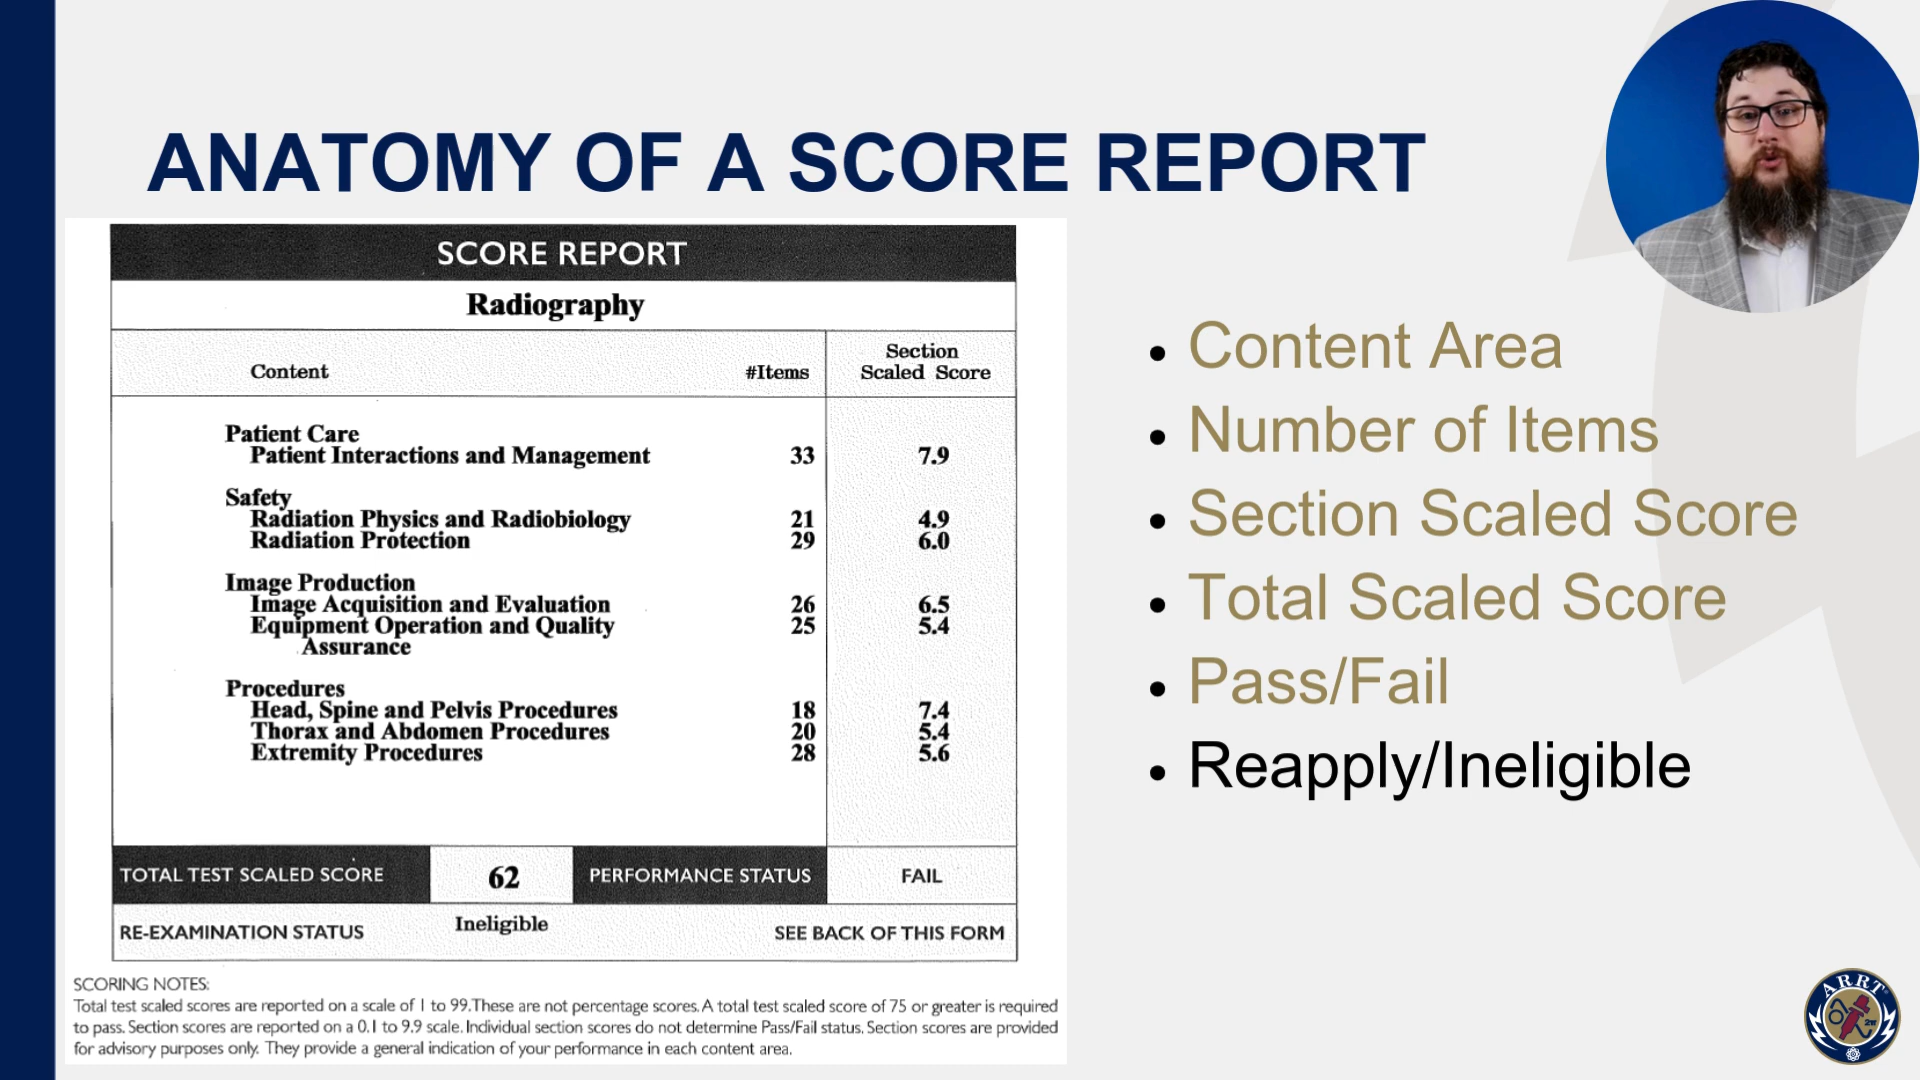 ANATOMY OF A SCORE REPORT
SCORE REPORT
Radiography
Content #Items Section Scaled Score
Patient Care
Patient Interactions and Management 33 7.9
Safety
Radiation Physics and Radiobiology 21 4.9
Radiation Protection 29 6.0
Image Production
Image Acquisition and Evaluation 26 6.5
Equipment Operation and Quality 25 5.4
Assurance
Procedures
Head, Spine and Pelvis Procedures 18 7.4
Thorax and Abdomen Procedures 20 5.4
Extremity Procedures 28 5.6
TOTAL TEST SCALED SCORE 62 PERFORMANCE STATUS FAIL
RE-EXAMINATION STATUS Ineligible SEE BACK OF THIS FORM
SCORING NOTES:
Total test scaled scores are reported on a scale of 1 to 99. These are not percentage scores. A total test scaled score of 75 or greater is required
to pass. Section scores are reported on a 0.1 to 9.9 scale. Individual section scores do not determine Pass/Fail status. Section scores are provided
for advisory purposes only. They provide a general indication of your performance in each content area.
• Content Area
• Number of Items
• Section Scaled Score
• Total Scaled Score
• Pass/Fail
• Reapply/Ineligible
ARRT